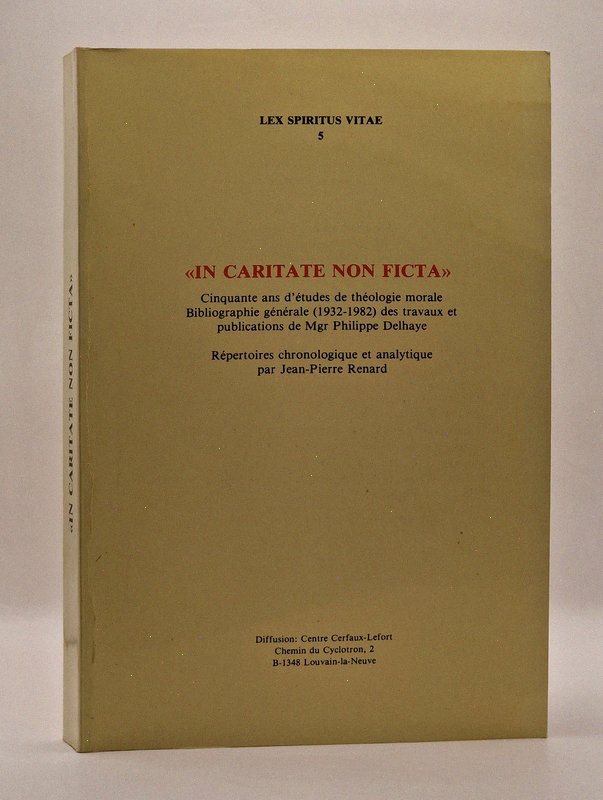 LEX SPIRITUS VITAE
5
«IN CARITATE NON FICTA»
Cinquante ans d'études de théologie morale
Bibliographie générale (1932-1982) des travaux et
publications de Mgr Philippe Delhaye
Répertoires chronologique et analytique
par Jean-Pierre Renard
Diffusion: Centre Cerfaux-Lefort
Chemin du Cyclotron, 2
B-1348 Louvain-la-Neuve
«IN CARITATE NON FICTA»